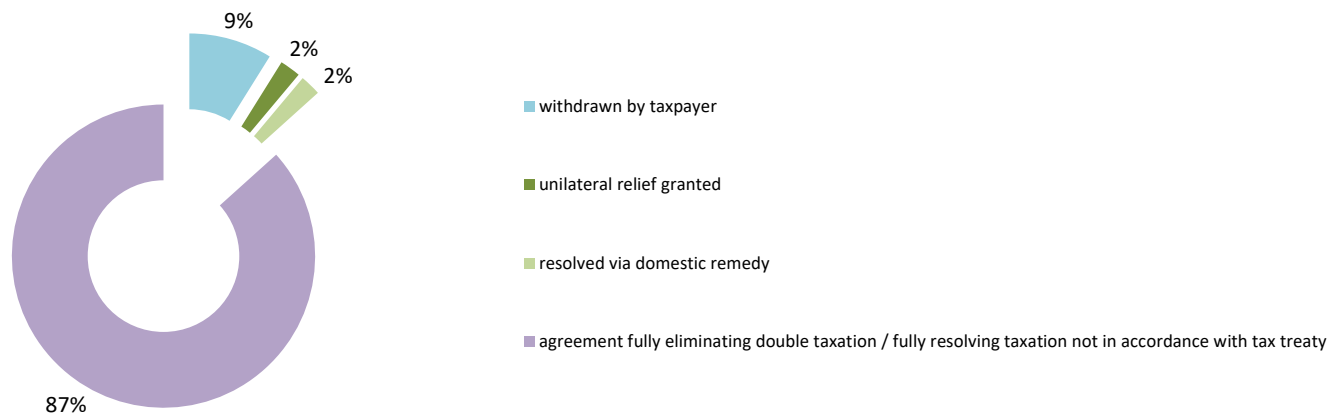 9%
2%
2%
withdrawn by taxpayer
unilateral relief granted
resolved via domestic remedy
agreement fully eliminating double taxation / fully resolving taxation not in accordance with tax treaty
87%